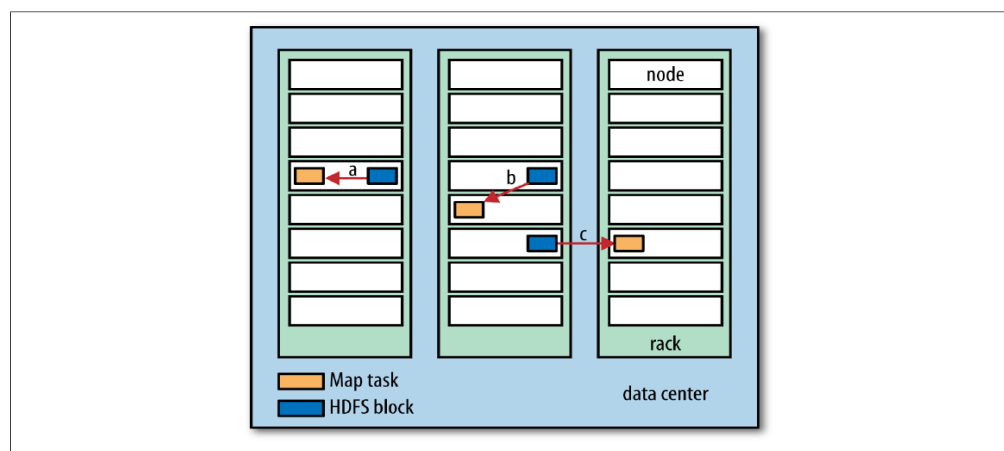 node
a
b
c
rack
Map task
HDFS block
data center